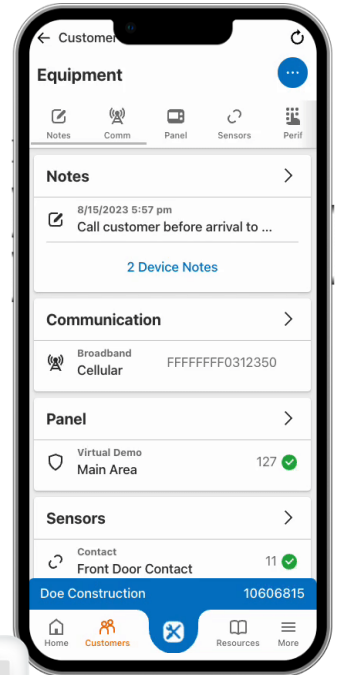 Customer
Equipment
Notes
Comm
Panel
Sensors
Perif
Notes
8/15/2023 5:57 pm
Call customer before arrival to ...
2 Device Notes
Communication
Broadband
Cellular
FFFFFFFF0312350
Panel
Virtual Demo
Main Area
127
Sensors
Contact
Front Door Contact
11
Doe Construction
10606815
Home
Customers
Resources
More